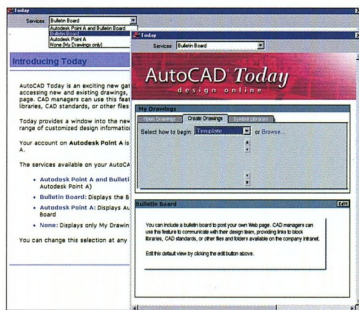 Today
Services Bulletin Board
Autodesk Point A and Bulletin Board
Bulletin Board
Autodesk Point A
None (My Drawings only)
Introducing Today
AutoCAD Today is an exciting new gat
accessing new and existing drawings,
page. CAD managers can use this feat
libraries, CAD standards, or other files
Today provides a window into the new
range of customized design informatio
Your account on Autodesk Point A is
A.
The services available on your AutoCA
• Autodesk Point A and Bulleti
Autodesk Point A)
• Bulletin Board: Displays the B
• Autodesk Point A: Displays Au
Board
• None: Displays only My Drawin
You can change this selection at any
Today
Services Bulletin Board
AutoCAD Today
design online
My Drawings
Open Drawings Create Drawings Symbol Libraries
Select how to begin: Template or Browse...
Bulletin Board Edit
You can include a bulletin board to post your own Web page. CAD managers can
use this feature to communicate with their design team, providing links to block
libraries, CAD standards, or other files and folders available on the company intranet.
Edit this default view by clicking the edit button above.